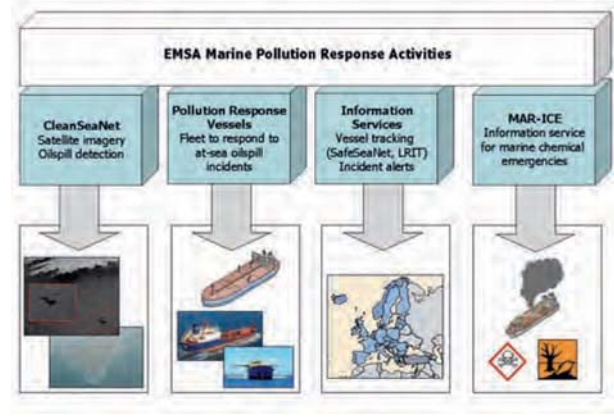 EMSA Marine Pollution Response Activities
CleanSeaNet
Satellite imagery
Oilspill detection
Pollution Response
Vessels
Fleet to respond to
at-sea oilspill
incidents
Information
Services
Vessel tracking
(SafeSeaNet, LRIT)
Incident alerts
MAR-ICE
Information service
for marine chemical
emergencies